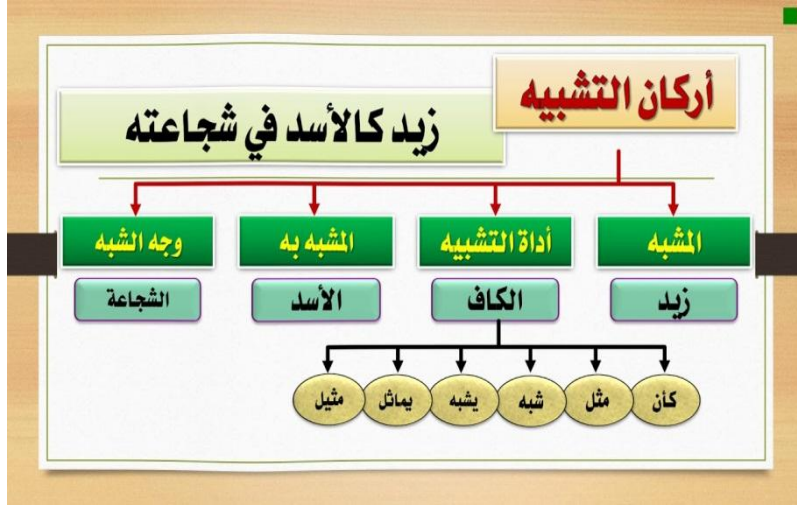 أركان التشبيه
زيد كالأسد في شجاعته
المشبه
أداة التشبيه
المشبه به
وجه الشبه
زيد
الكاف
الأسد
الشجاعة
كأن
مثل
شبه
يشبه
يماثل
مثيل